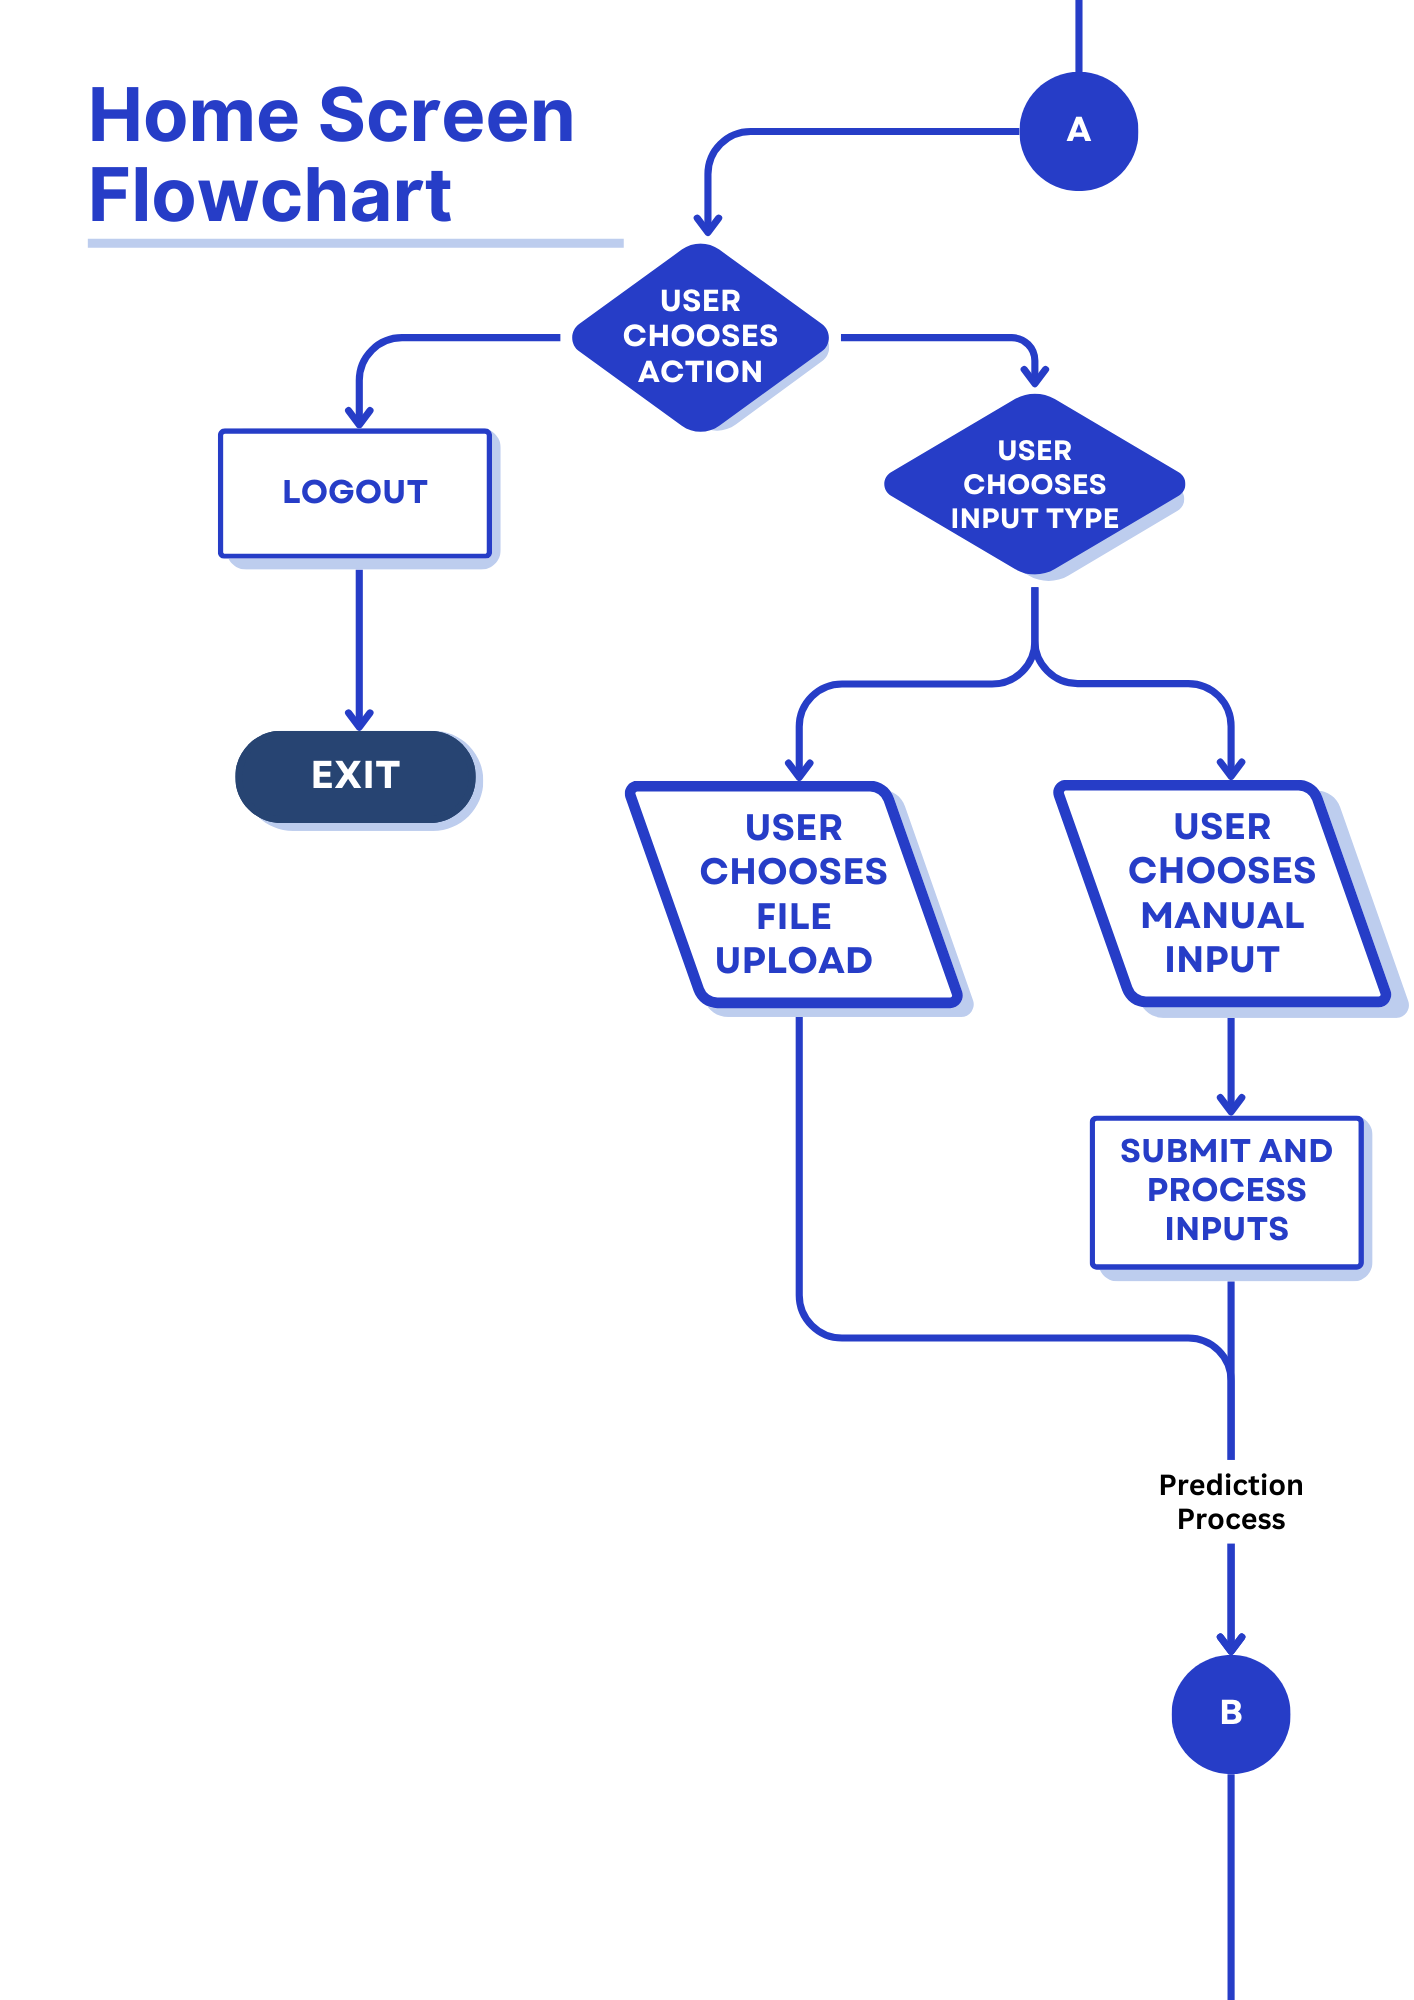 Home Screen
Flowchart
A
USER
CHOOSES
ACTION
LOGOUT
USER
CHOOSES
INPUT TYPE
EXIT
USER
CHOOSES
FILE
UPLOAD
USER
CHOOSES
MANUAL
INPUT
SUBMIT AND
PROCESS
INPUTS
Prediction
Process
B